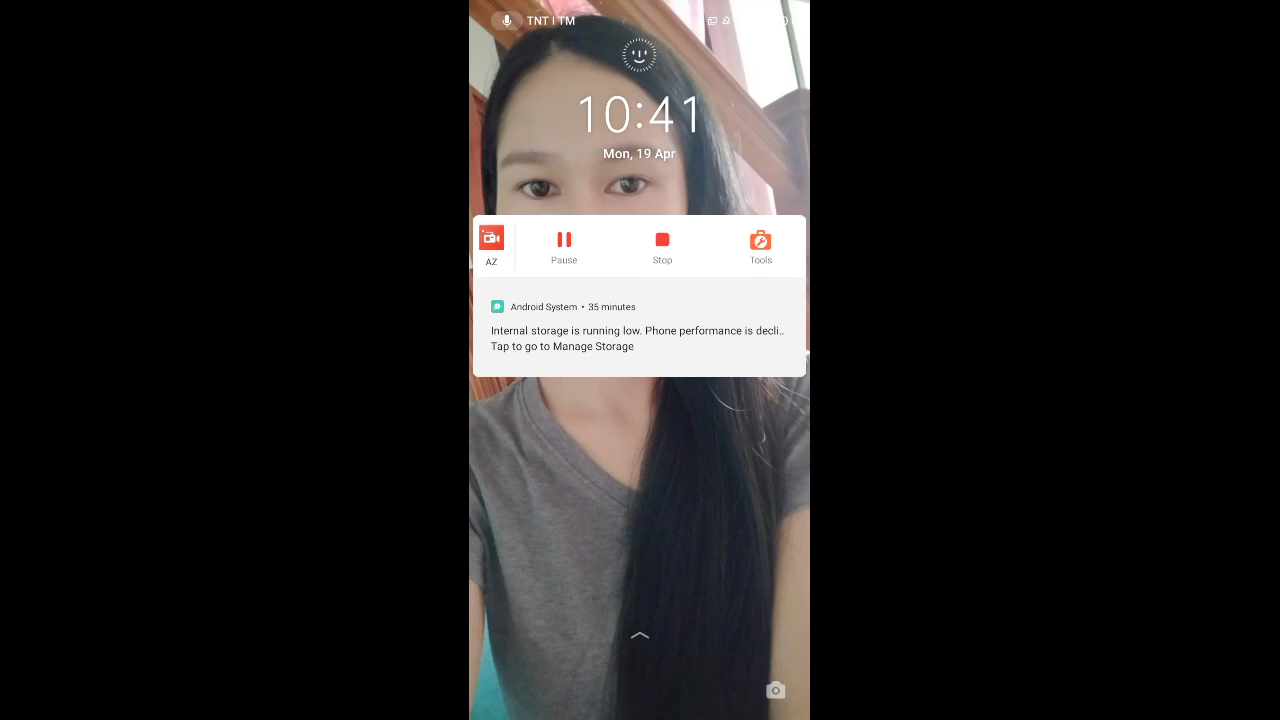 TNT | TM
10:41
Mon, 19 Apr
AZ
Pause
Stop
Tools
Android System • 35 minutes
Internal storage is running low. Phone performance is decli..
Tap to go to Manage Storage